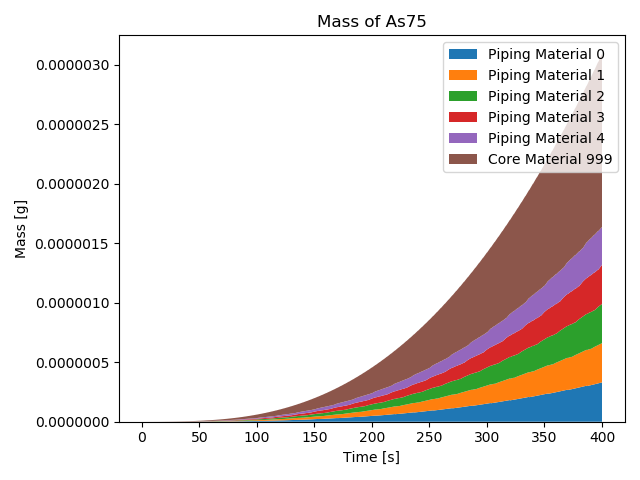 Mass of As75
Mass [g]
0.0000030
0.0000025
0.0000020
0.0000015
0.0000010
0.0000005
0.0000000
Piping Material 0
Piping Material 1
Piping Material 2
Piping Material 3
Piping Material 4
Core Material 999
0 50 100 150 200 250 300 350 400
Time [s]